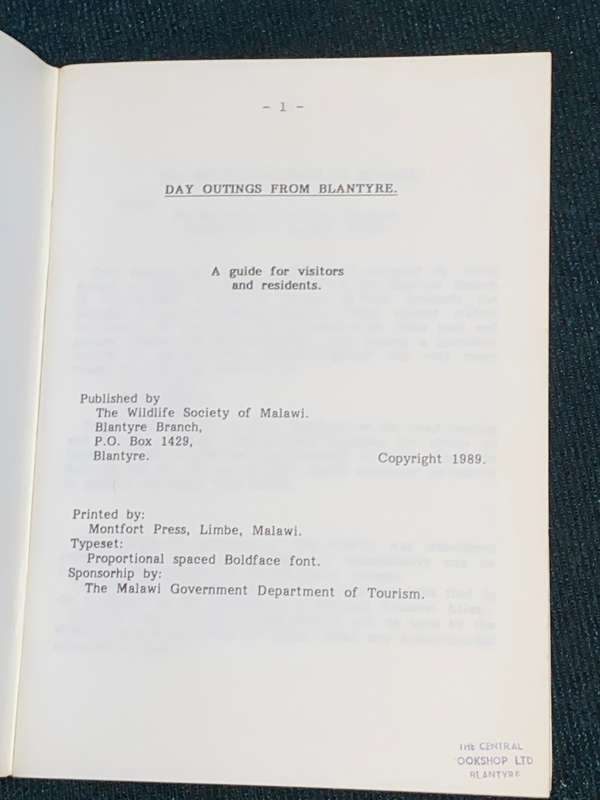 - 1 -
DAY OUTINGS FROM BLANTYRE.
A guide for visitors
and residents.
Published by
The Wildlife Society of Malawi.
Blantyre Branch,
P.O. Box 1429,
Blantyre.
Copyright 1989.
Printed by:
Montfort Press, Limbe, Malawi.
Typeset:
Proportional spaced Boldface font.
Sponsorhip by:
The Malawi Government Department of Tourism.
THE CENTRAL
OOKSHOP LTD
BLANTYRE